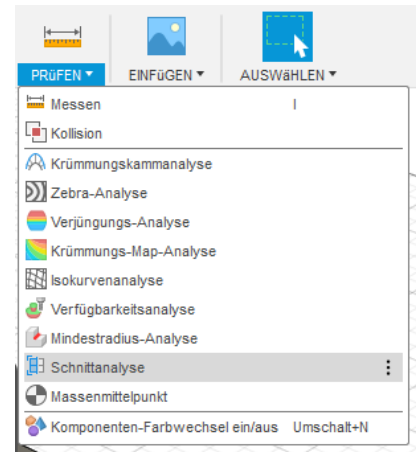 PRüFEN ▾
EINFüGEN ▾
AUSWäHLEN ▾
Messen I
Kollision
Krümmungskammanalyse
Zebra-Analyse
Verjüngungs-Analyse
Krümmungs-Map-Analyse
Isokurvenanalyse
Verfügbarkeitsanalyse
Mindestradius-Analyse
Schnittanalyse
Massenmittelpunkt
Komponenten-Farbwechsel ein/aus Umschalt+N